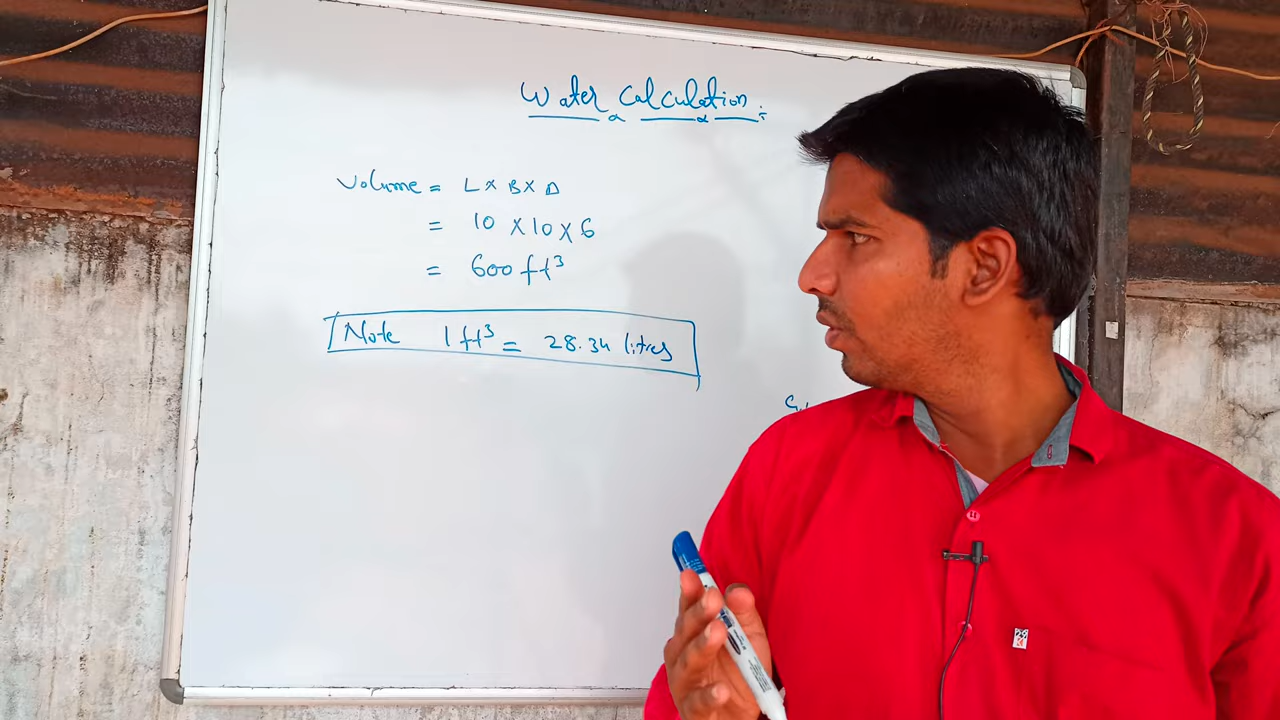 Water Calculation :
Volume = L x B x D
= 10 x 10 x 6
= 600 ft³
Note 1 ft³ = 28.34 litres